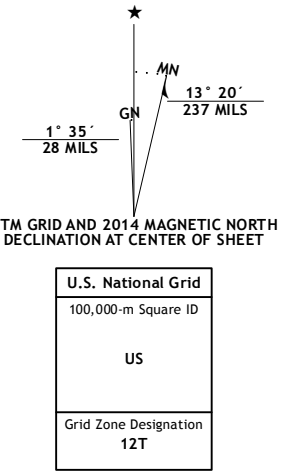 MN
GN
13° 20´
237 MILS
1° 35´
28 MILS
TM GRID AND 2014 MAGNETIC NORTH
DECLINATION AT CENTER OF SHEET
U.S. National Grid
100,000-m Square ID
US
Grid Zone Designation
12T